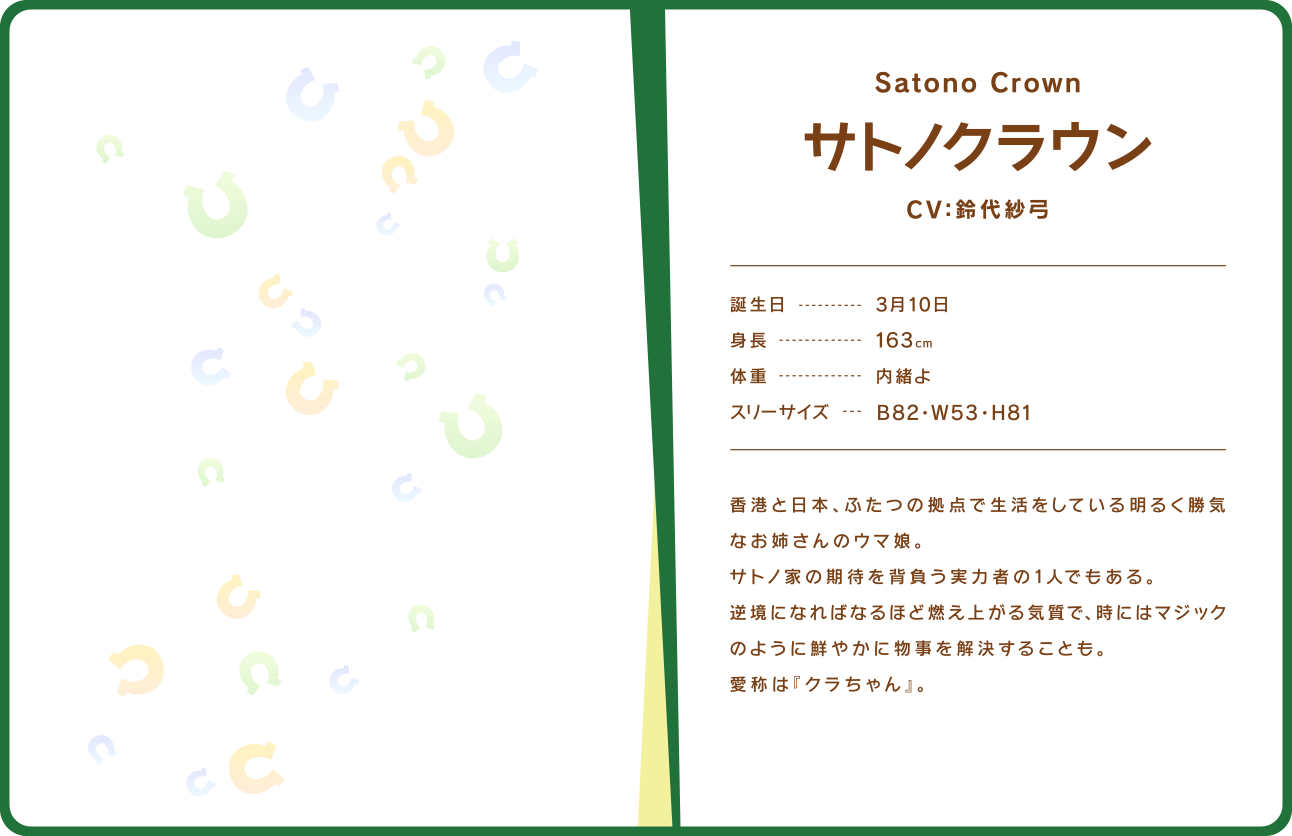 Satono Crown
サトノクラウン
CV:鈴代紗弓
誕生日 ---------- 3月10日
身長 ------------- 163cm
体重 ------------- 内緒よ
スリーサイズ --- B82・W53・H81
香港と日本、ふたつの拠点で生活をしている明るく勝気
なお姉さんのウマ娘。
サトノ家の期待を背負う実力者の1人でもある。
逆境になればなるほど燃え上がる気質で、時にはマジック
のように鮮やかに物事を解決することも。
愛称は『クラちゃん』。